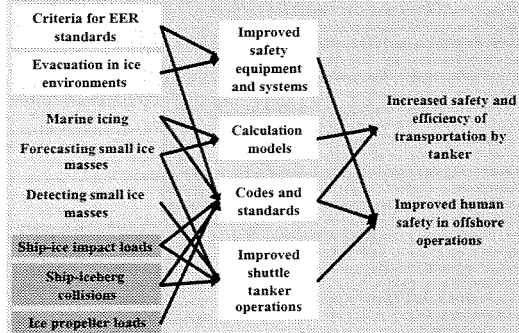 Criteria for EER
standards
Evacuation in ice
environments
Marine icing
Forecasting small ice
masses
Detecting small ice
masses
Ship-ice impact loads
Ship-iceberg
collisions
Ice propeller loads
Improved
safety
equipment
and systems
Calculation
models
Codes and
standards
Improved
shuttle
tanker
operations
Increased safety and
efficiency of
transportation by
tanker
Improved human
safety in offshore
operations